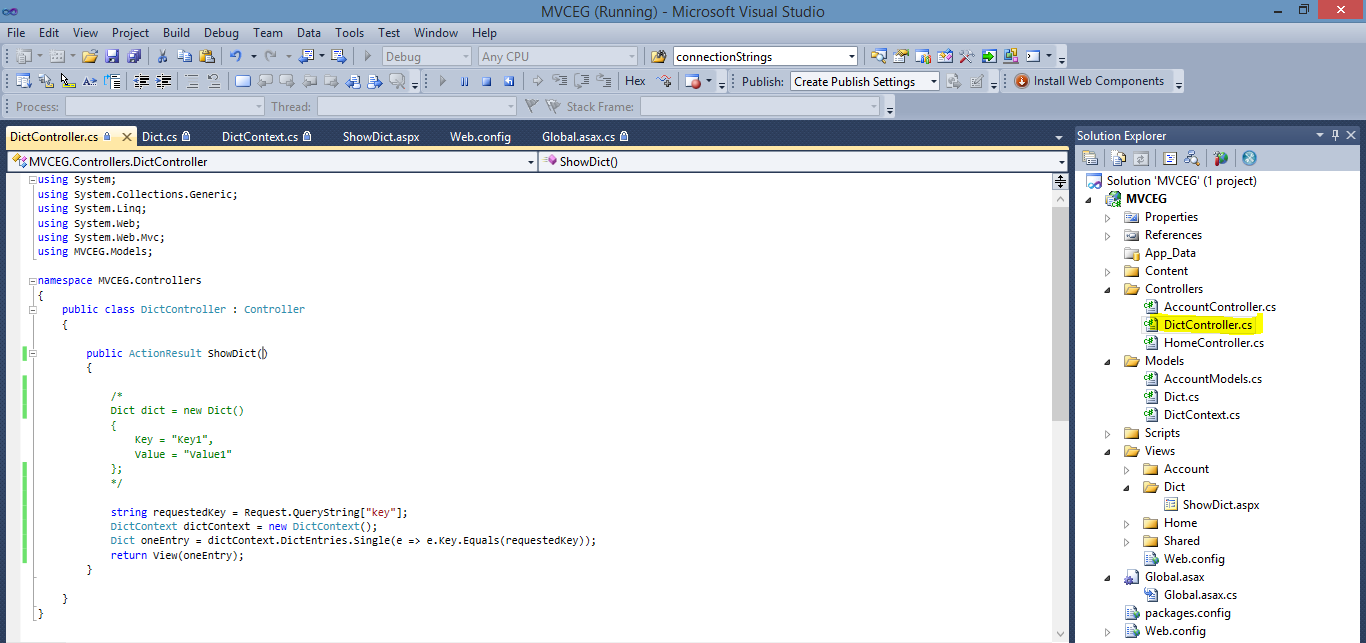 MVCEG (Running) - Microsoft Visual Studio
File Edit View Project Build Debug Team Data Tools Test Window Help
Debug Any CPU connectionStrings
Hex Publish: Create Publish Settings Install Web Components
Process: Thread: Stack Frame:
DictController.cs Dict.cs DictContext.cs ShowDict.aspx Web.config Global.asax.cs
MVCEG.Controllers.DictController ShowDict()
using System;
using System.Collections.Generic;
using System.Linq;
using System.Web;
using System.Web.Mvc;
using MVCEG.Models;
namespace MVCEG.Controllers
{
public class DictController : Controller
{
public ActionResult ShowDict()
{
/*
Dict dict = new Dict()
{
Key = "Key1",
Value = "Value1"
};
*/
string requestedKey = Request.QueryString["key"];
DictContext dictContext = new DictContext();
Dict oneEntry = dictContext.DictEntries.Single(e => e.Key.Equals(requestedKey));
return View(oneEntry);
}
}
}
Solution Explorer
Solution 'MVCEG' (1 project)
MVCEG
Properties
References
App_Data
Content
Controllers
AccountController.cs
DictController.cs
HomeController.cs
Models
AccountModels.cs
Dict.cs
DictContext.cs
Scripts
Views
Account
Dict
ShowDict.aspx
Home
Shared
Web.config
Global.asax
Global.asax.cs
packages.config
Web.config